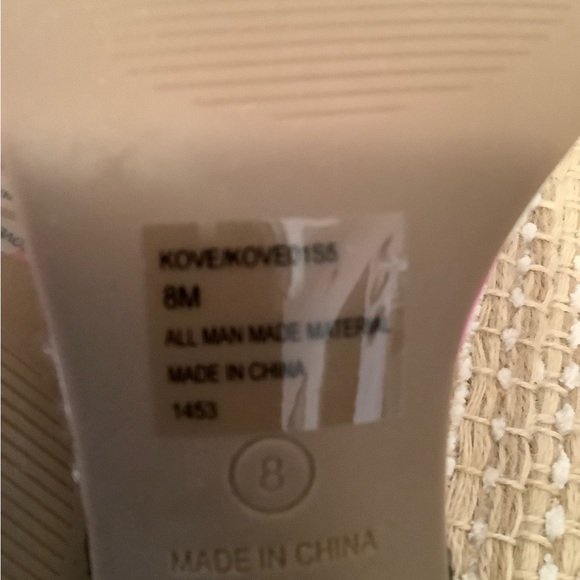 KOVE/KOVE01S5
8M
ALL MAN MADE MATERIAL
MADE IN CHINA
1453
8
MADE IN CHINA